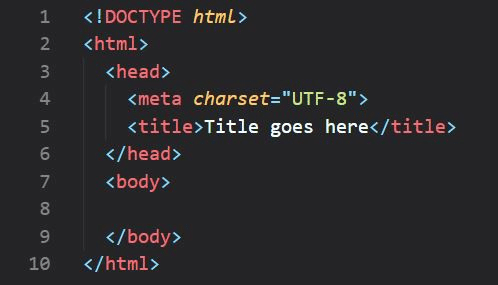 1 <!DOCTYPE html>
2 <html>
3   <head>
4     <meta charset="UTF-8">
5     <title>Title goes here</title>
6   </head>
7   <body>
8
9   </body>
10 </html>